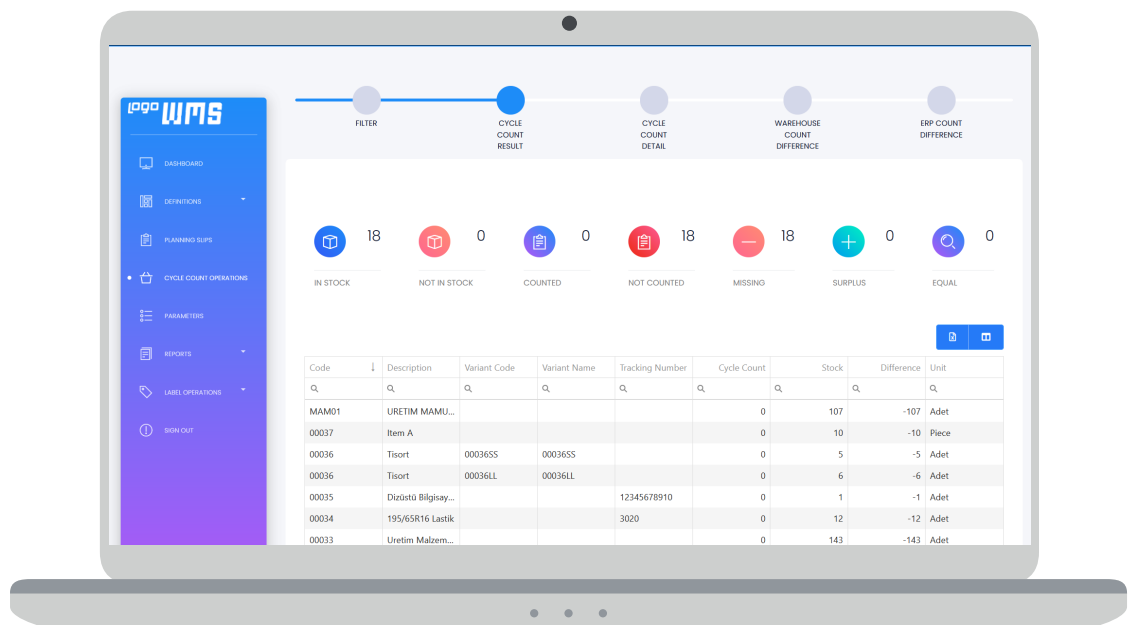 logo WMS
DASHBOARD
DEFINITIONS
PLANNING SLIPS
CYCLE COUNT OPERATIONS
PARAMETERS
REPORTS
LABEL OPERATIONS
SIGN OUT
FILTER
CYCLE
COUNT
RESULT
CYCLE
COUNT
DETAIL
WAREHOUSE
COUNT
DIFFERENCE
ERP COUNT
DIFFERENCE
18 0 0 18 18 0 0
IN STOCK NOT IN STOCK COUNTED NOT COUNTED MISSING SURPLUS EQUAL
Code Description Variant Code Variant Name Tracking Number Cycle Count Stock Difference Unit
MAM01 URETIM MAMU... 0 107 -107 Adet
00037 Item A 0 10 -10 Piece
00036 Tisort 00036SS 00036SS 0 5 -5 Adet
00036 Tisort 00036LL 00036LL 0 6 -6 Adet
00035 Dizüstü Bilgisay... 12345678910 0 1 -1 Adet
00034 195/65R16 Lastik 3020 0 12 -12 Adet
00033 Uretim Malzem... 0 143 -143 Adet